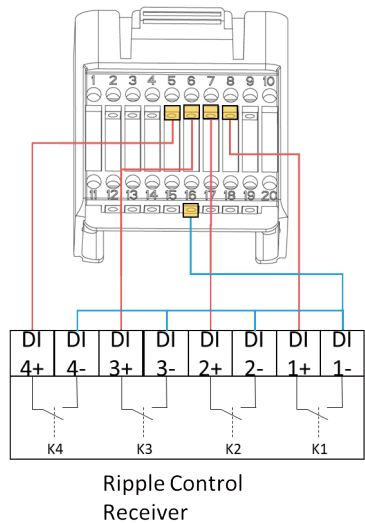 1 2 3 4 5 6 7 8 9 10
11 12 13 14 15 16 17 18 19 20
DI DI DI DI DI DI DI DI
4+ 4- 3+ 3- 2+ 2- 1+ 1-
K4 K3 K2 K1
Ripple Control
Receiver